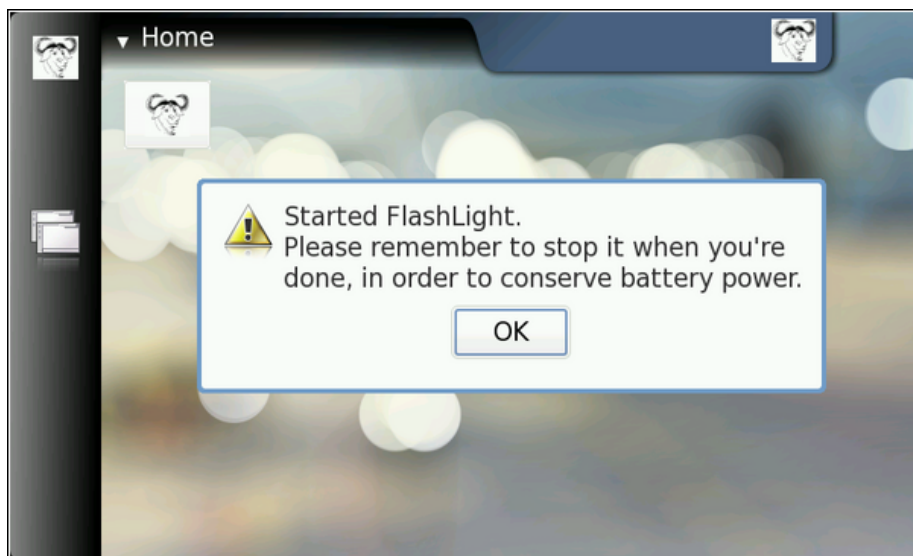 Home
Started FlashLight.
Please remember to stop it when you're
done, in order to conserve battery power.
OK